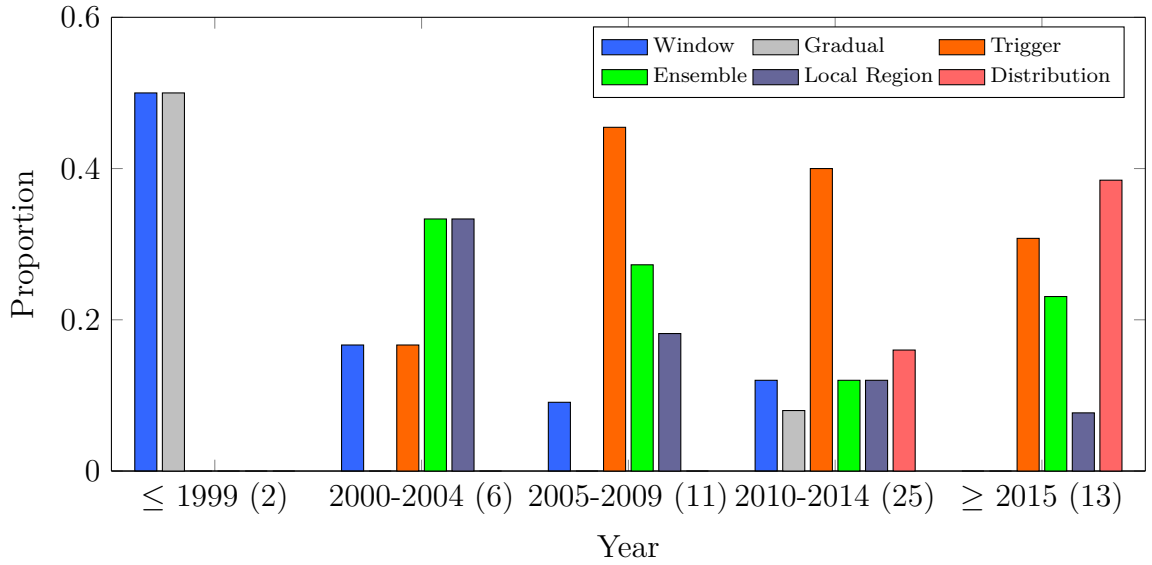 0.6
Window Gradual Trigger
Ensemble Local Region Distribution
0.4
Proportion
0.2
0
≤ 1999 (2) 2000-2004 (6) 2005-2009 (11) 2010-2014 (25) ≥ 2015 (13)
Year